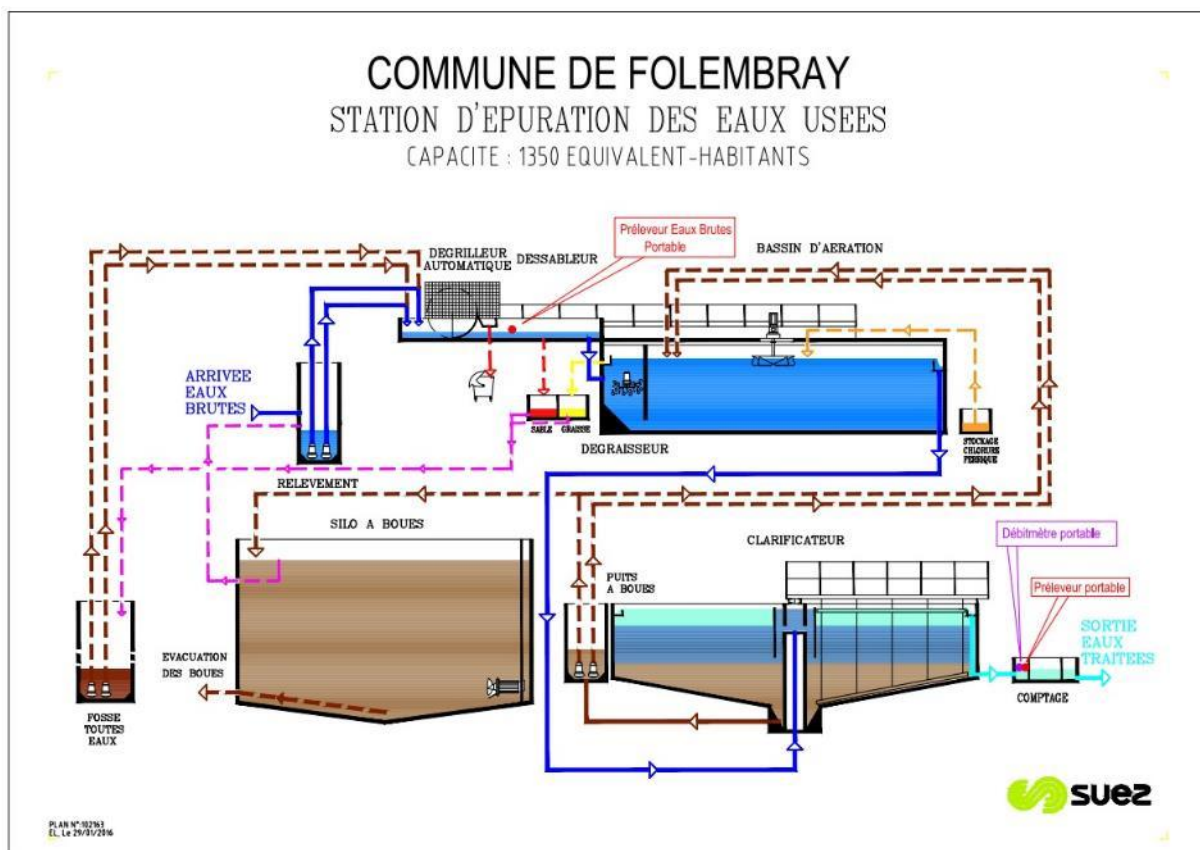 COMMUNE DE FOLEMBRAY
STATION D'EPURATION DES EAUX USEES
CAPACITE : 1350 EQUIVALENT-HABITANTS
Préleveur Eaux Brutes
Portable
DEGRILLEUR
AUTOMATIQUE
DESSABLEUR
BASSIN D'AERATION
ARRIVEE
EAUX
BRUTES
SABLE
GRAISSE
DEGRAISSEUR
STOCKAGE
CHLORURE
FERRIQUE
RELEVEMENT
SILO A BOUES
CLARIFICATEUR
Débitmètre portable
PUITS
A BOUES
Préleveur portable
SORTIE
EAUX
TRAITEES
EVACUATION
DES BOUES
COMPTAGE
FOSSE
TOUTES
EAUX
suez
PLAN N°:102163
EL, Le 29/01/2016